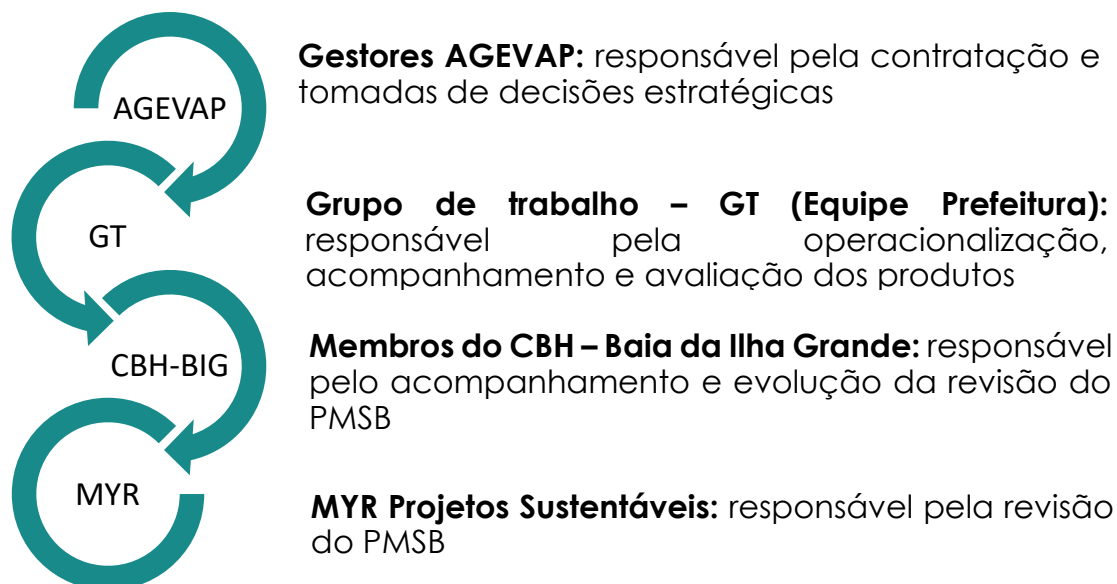 AGEVAP
Gestores AGEVAP: responsável pela contratação e
tomadas de decisões estratégicas
GT
Grupo de trabalho – GT (Equipe Prefeitura):
responsável pela operacionalização,
acompanhamento e avaliação dos produtos
CBH-BIG
Membros do CBH – Baia da Ilha Grande: responsável
pelo acompanhamento e evolução da revisão do
PMSB
MYR
MYR Projetos Sustentáveis: responsável pela revisão
do PMSB